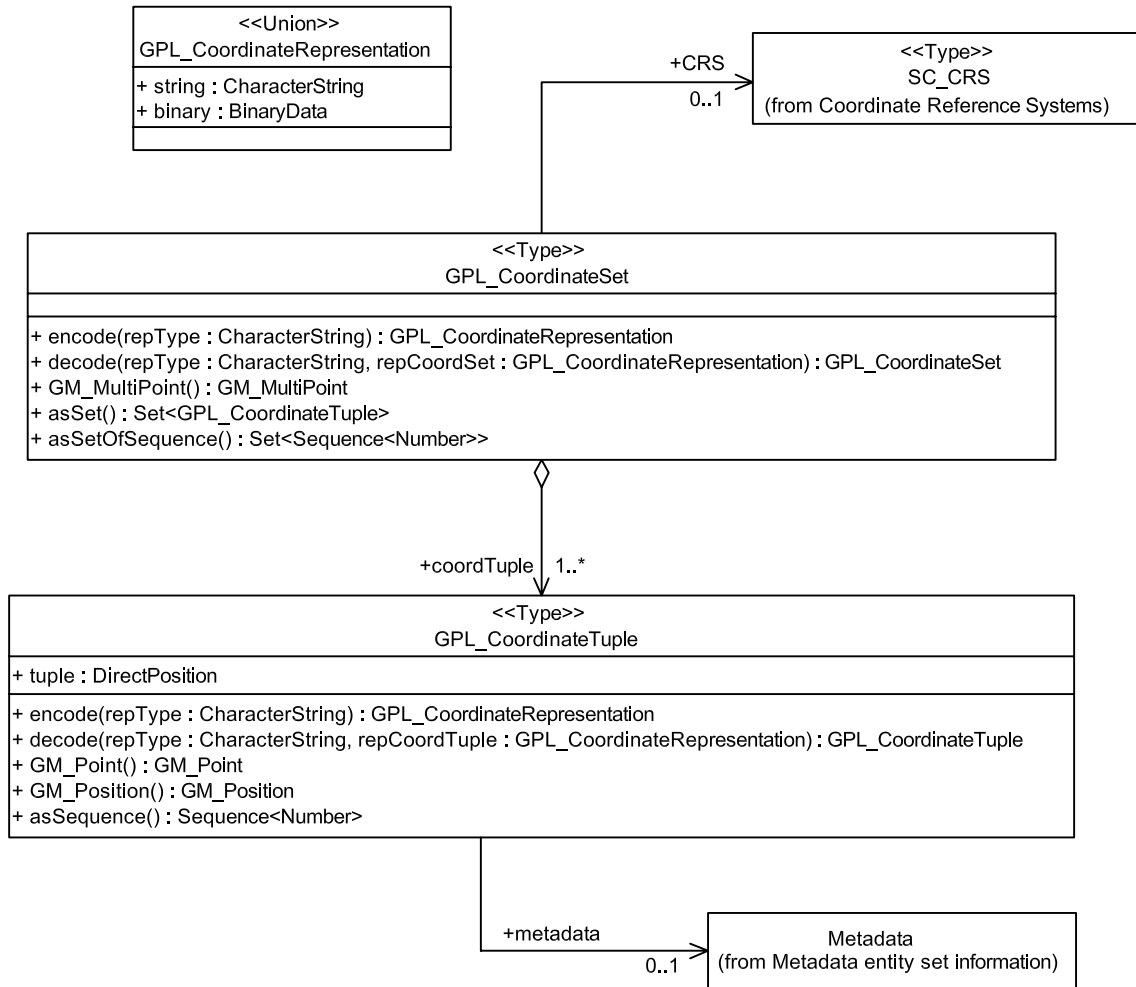 <<Union>>
GPL_CoordinateRepresentation
+ string : CharacterString
+ binary : BinaryData
+CRS
0..1
<<Type>>
SC_CRS
(from Coordinate Reference Systems)
<<Type>>
GPL_CoordinateSet
+ encode(repType : CharacterString) : GPL_CoordinateRepresentation
+ decode(repType : CharacterString, repCoordSet : GPL_CoordinateRepresentation) : GPL_CoordinateSet
+ GM_MultiPoint() : GM_MultiPoint
+ asSet() : Set<GPL_CoordinateTuple>
+ asSetOfSequence() : Set<Sequence<Number>>
+coordTuple 1..*
<<Type>>
GPL_CoordinateTuple
+ tuple : DirectPosition
+ encode(repType : CharacterString) : GPL_CoordinateRepresentation
+ decode(repType : CharacterString, repCoordTuple : GPL_CoordinateRepresentation) : GPL_CoordinateTuple
+ GM_Point() : GM_Point
+ GM_Position() : GM_Position
+ asSequence() : Sequence<Number>
+metadata
0..1
Metadata
(from Metadata entity set information)